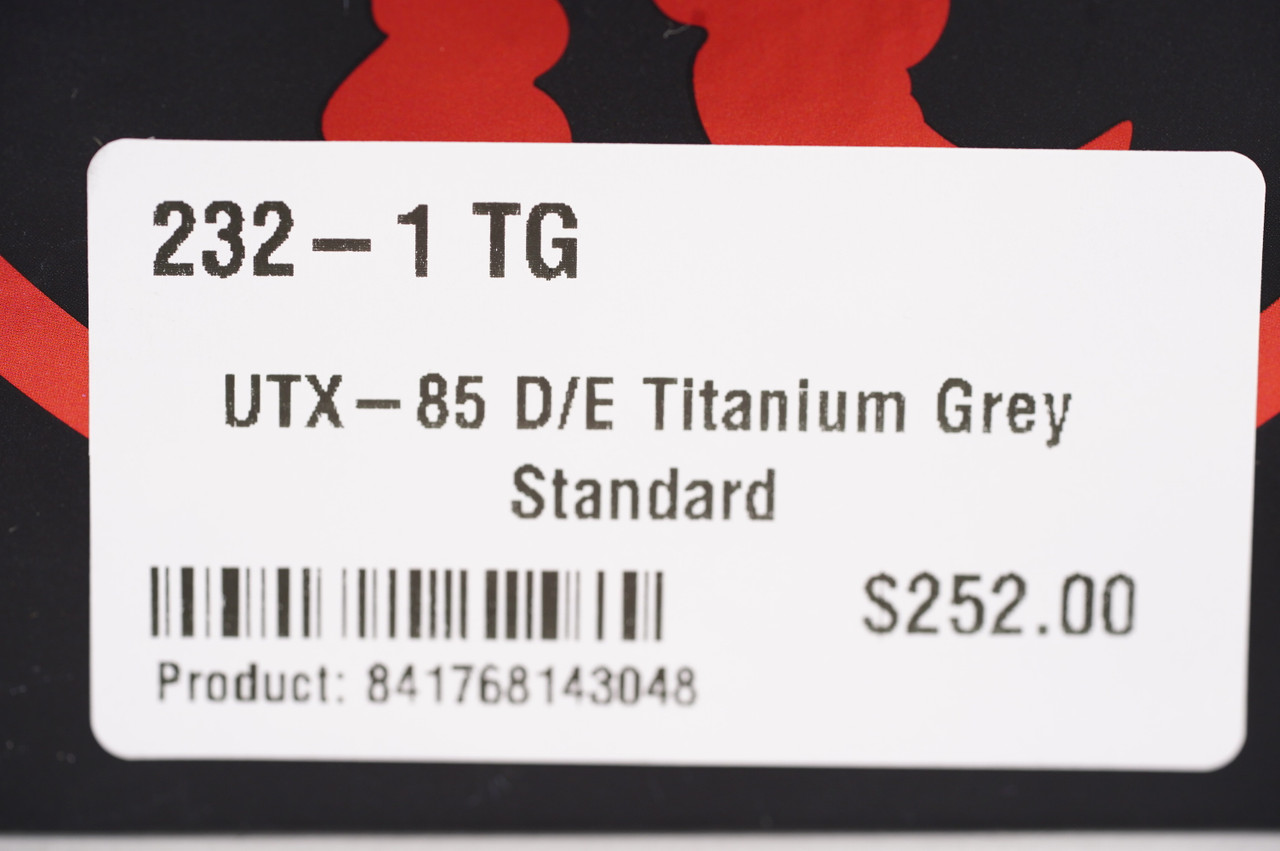 232-1 TG
UTX-85 D/E Titanium Grey
Standard
$252.00
Product: 841768143048